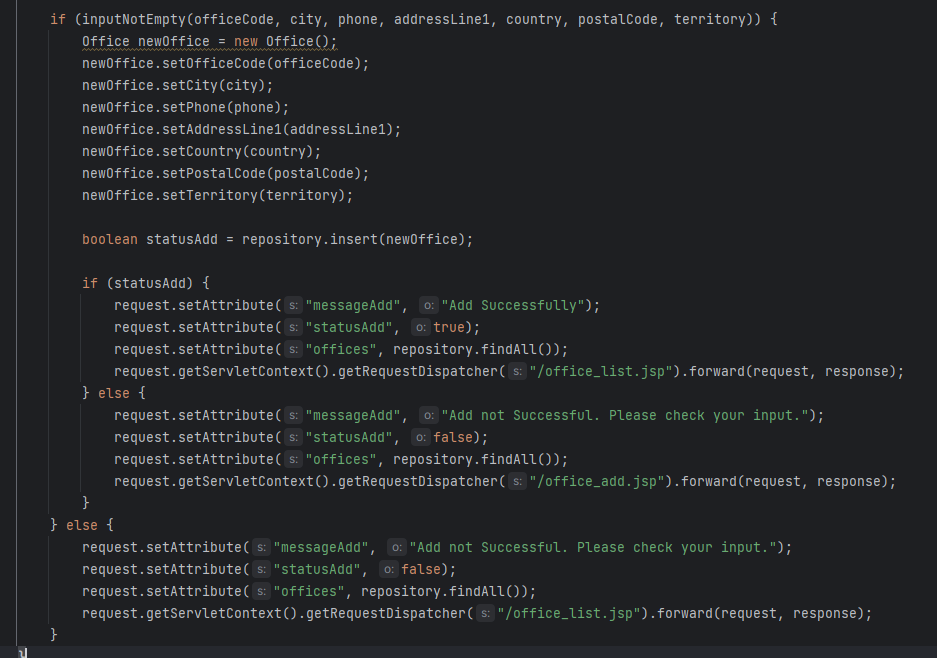 if (inputNotEmpty(officeCode, city, phone, addressLine1, country, postalCode, territory)) {
Office newOffice = new Office();
newOffice.setOfficeCode(officeCode);
newOffice.setCity(city);
newOffice.setPhone(phone);
newOffice.setAddressLine1(addressLine1);
newOffice.setCountry(country);
newOffice.setPostalCode(postalCode);
newOffice.setTerritory(territory);
boolean statusAdd = repository.insert(newOffice);
if (statusAdd) {
request.setAttribute( s: "messageAdd", o: "Add Successfully");
request.setAttribute( s: "statusAdd", o: true);
request.setAttribute( s: "offices", repository.findAll());
request.getServletContext().getRequestDispatcher( s: "/office_list.jsp").forward(request, response);
} else {
request.setAttribute( s: "messageAdd", o: "Add not Successful. Please check your input.");
request.setAttribute( s: "statusAdd", o: false);
request.setAttribute( s: "offices", repository.findAll());
request.getServletContext().getRequestDispatcher( s: "/office_add.jsp").forward(request, response);
}
} else {
request.setAttribute( s: "messageAdd", o: "Add not Successful. Please check your input.");
request.setAttribute( s: "statusAdd", o: false);
request.setAttribute( s: "offices", repository.findAll());
request.getServletContext().getRequestDispatcher( s: "/office_list.jsp").forward(request, response);
}
}